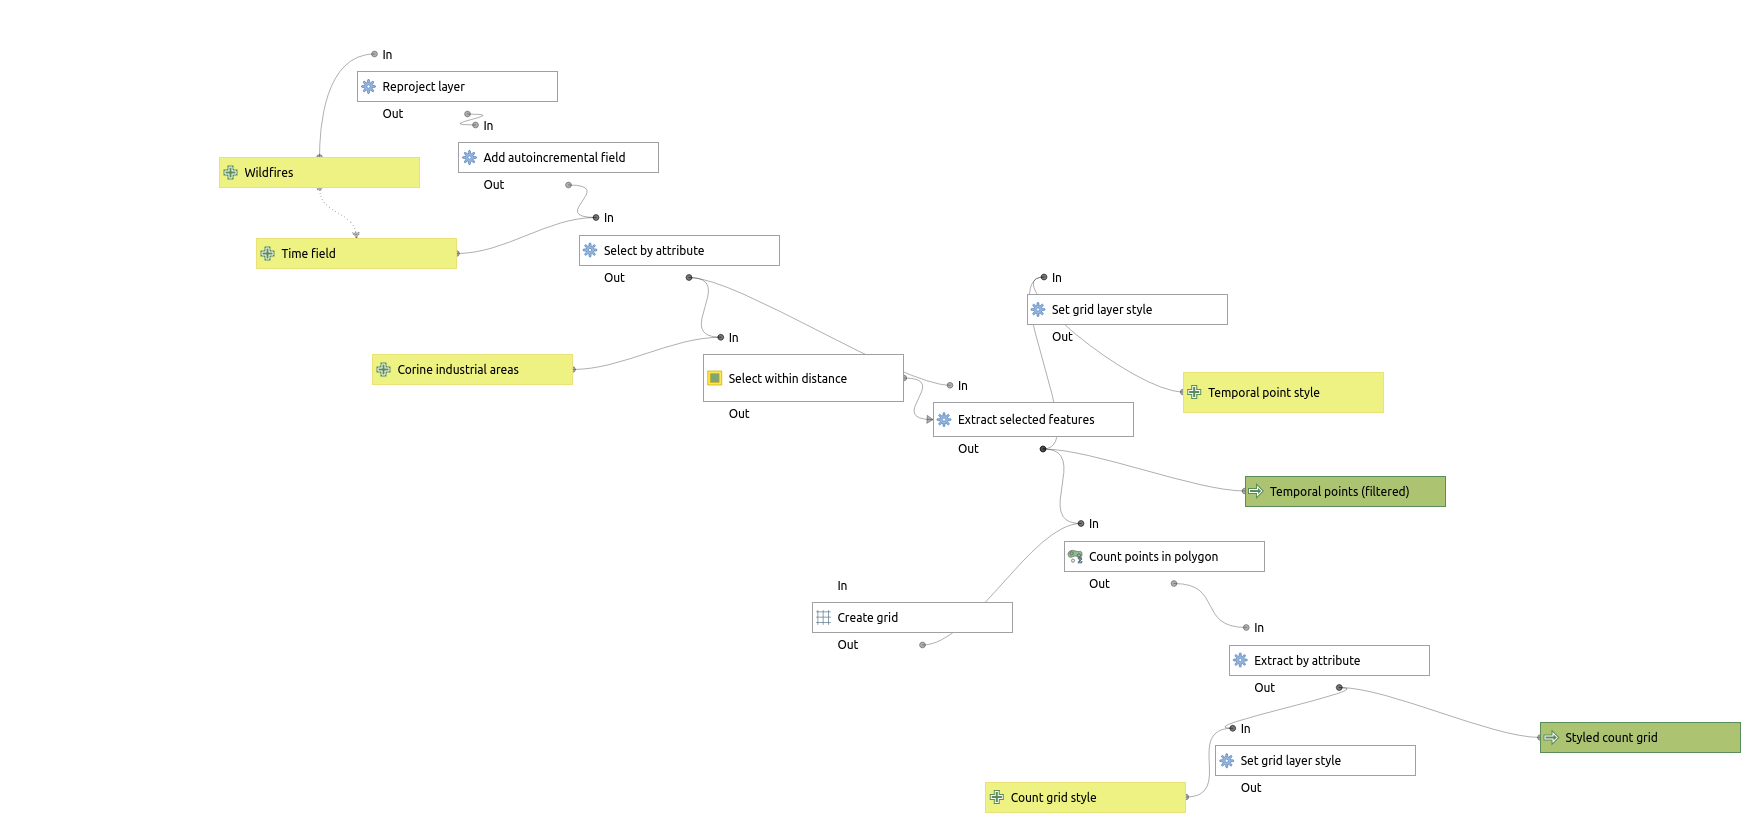 In
Reproject layer
Out
In
Wildfires
Add autoincremental field
Out
In
Time field
Select by attribute
Out
In
Set grid layer style
Out
In
Corine industrial areas
Select within distance
Out
In
Temporal point style
Extract selected features
Out
Temporal points (filtered)
In
Count points in polygon
Out
In
Create grid
Out
In
Extract by attribute
Out
In
Styled count grid
Set grid layer style
Out
Count grid style